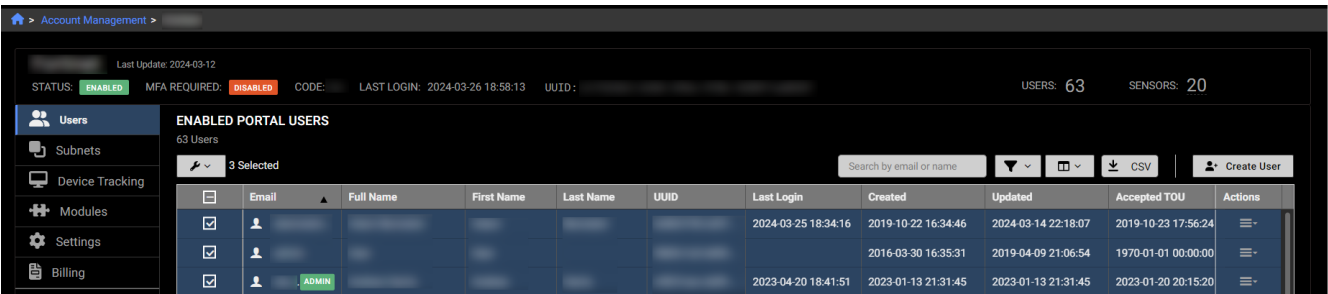 > Account Management >
Last Update: 2024-03-12
STATUS: ENABLED MFA REQUIRED: DISABLED CODE: LAST LOGIN: 2024-03-26 18:58:13 UUID: USERS: 63 SENSORS: 20
Users
Subnets
Device Tracking
Modules
Settings
Billing
ENABLED PORTAL USERS
63 Users
3 Selected Search by email or name CSV Create User
Email Full Name First Name Last Name UUID Last Login Created Updated Accepted TOU Actions
2024-03-25 18:34:16 2019-10-22 16:34:46 2024-03-14 22:18:07 2019-10-23 17:56:24
2016-03-30 16:35:31 2019-04-09 21:06:54 1970-01-01 00:00:00
ADMIN 2023-04-20 18:41:51 2023-01-13 21:31:45 2023-01-13 21:31:45 2023-01-20 20:15:20